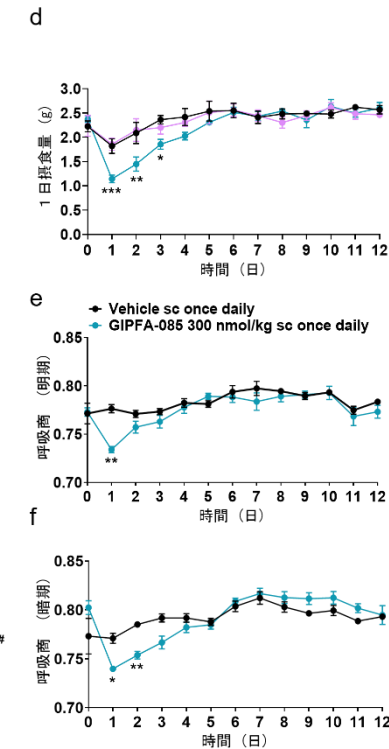 d
3.0
2.5
2.0
1.5
1.0
0.5
0.0
1日摂食量 (g)
*** ** *
0 1 2 3 4 5 6 7 8 9 10 11 12
時間 (日)
e
Vehicle sc once daily
GIPFA-085 300 nmol/kg sc once daily
0.85
0.80
0.75
0.70
呼吸商 (明期)
**
0 1 2 3 4 5 6 7 8 9 10 11 12
時間 (日)
f
0.85
0.80
0.75
0.70
呼吸商 (暗期)
#
* **
0 1 2 3 4 5 6 7 8 9 10 11 12
時間 (日)